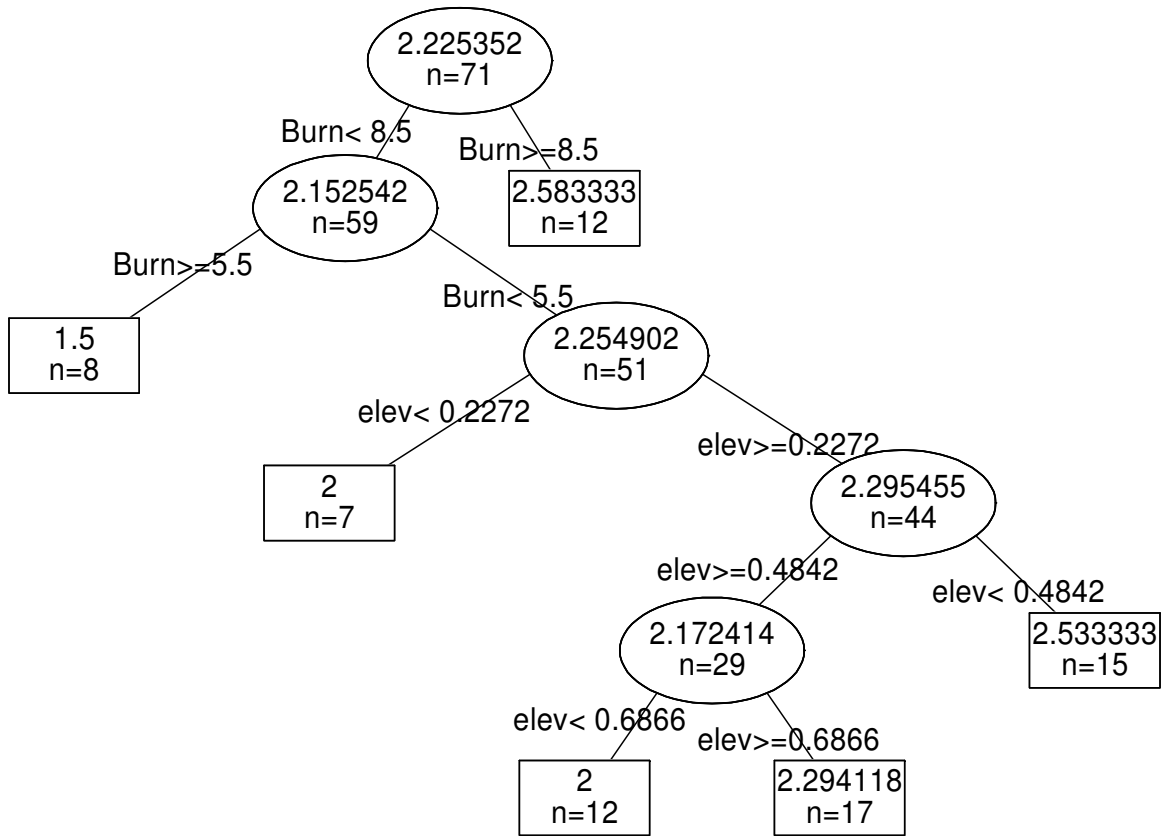 2.225352
n=71
Burn< 8.5
Burn>=8.5
2.152542
n=59
2.583333
n=12
Burn>=5.5
Burn< 5.5
1.5
n=8
2.254902
n=51
elev< 0.2272
elev>=0.2272
2
n=7
2.295455
n=44
elev>=0.4842
elev< 0.4842
2.172414
n=29
2.533333
n=15
elev< 0.6866
elev>=0.6866
2
n=12
2.294118
n=17